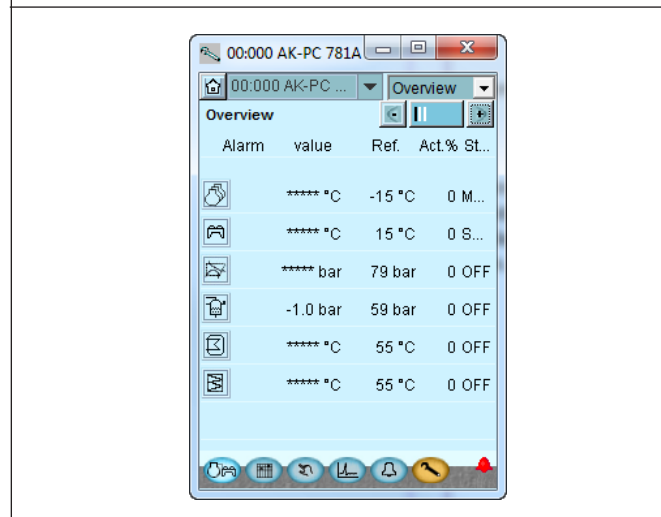 00:000 AK-PC 781A
00:000 AK-PC ... Overview
Overview
Alarm value Ref. Act.% St...
***** °C -15 °C 0 M...
***** °C 15 °C 0 S...
***** bar 79 bar 0 OFF
-1.0 bar 59 bar 0 OFF
***** °C 55 °C 0 OFF
***** °C 55 °C 0 OFF